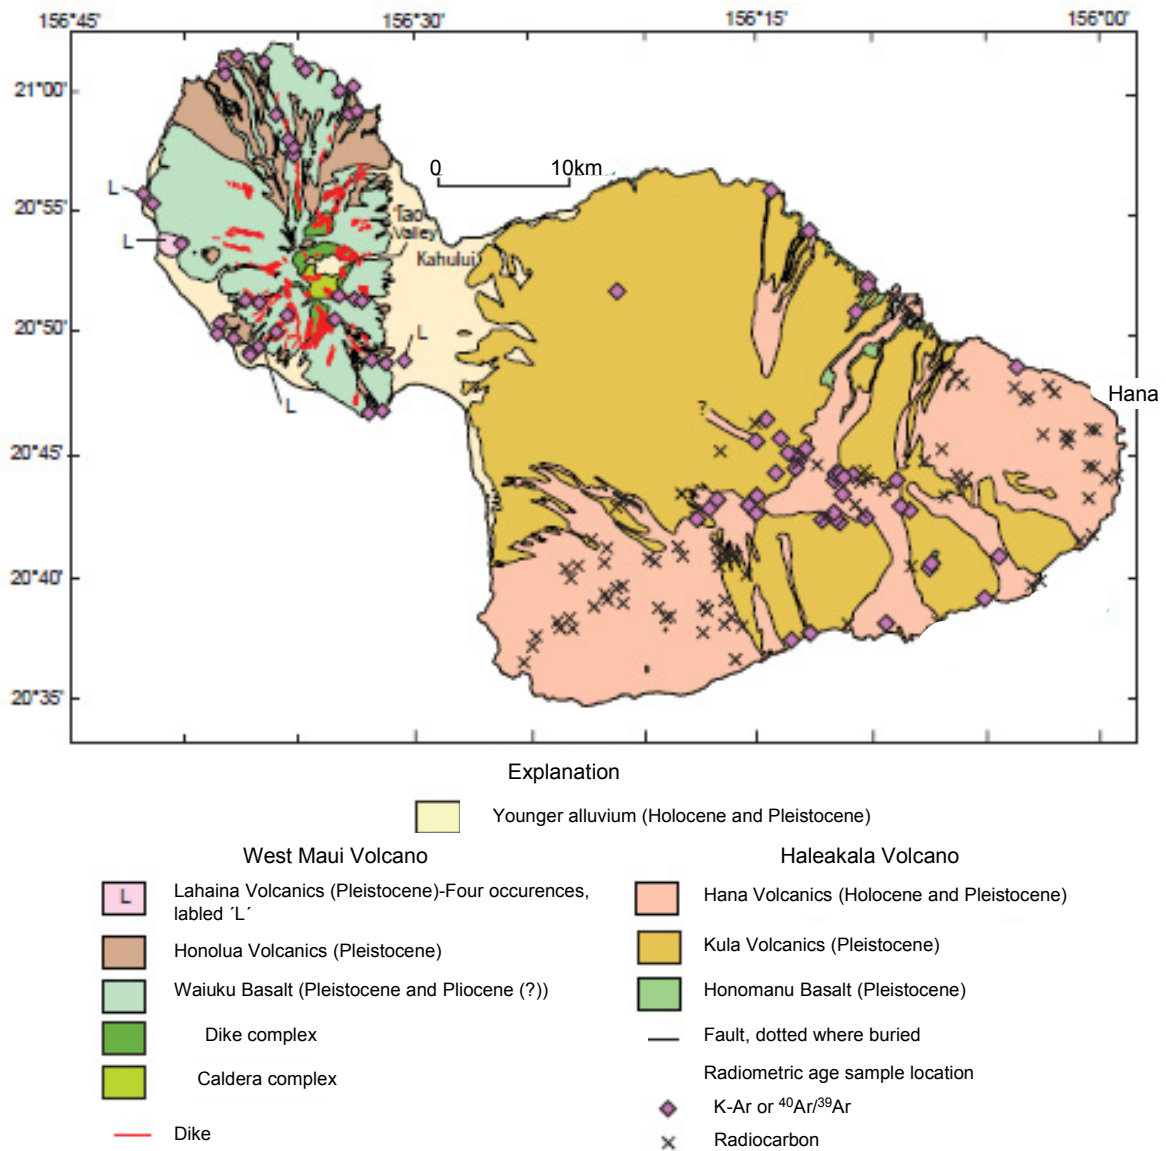 156°45' 156°30' 156°15' 156°00'
21°00'
20°55'
20°50'
20°45'
20°40'
20°35'
0 10km
L
L
'Tao
Valley
Kahului
L
L
?
Hana
Explanation
Younger alluvium (Holocene and Pleistocene)
West Maui Volcano
L Lahaina Volcanics (Pleistocene)-Four occurences,
labled ´L´
Honolua Volcanics (Pleistocene)
Waiuku Basalt (Pleistocene and Pliocene (?))
Dike complex
Caldera complex
Dike
Haleakala Volcano
Hana Volcanics (Holocene and Pleistocene)
Kula Volcanics (Pleistocene)
Honomanu Basalt (Pleistocene)
Fault, dotted where buried
Radiometric age sample location
K-Ar or ⁴⁰Ar/³⁹Ar
Radiocarbon